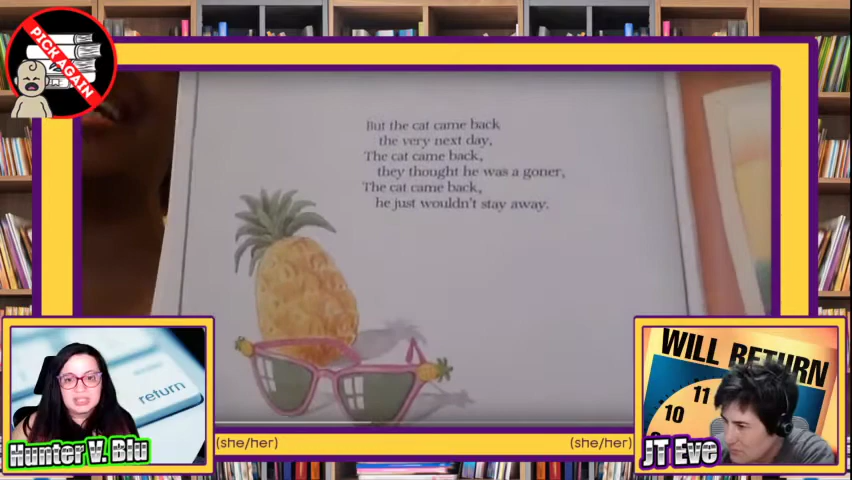 PICK AGAIN
But the cat came back
the very next day,
The cat came back,
they thought he was a goner,
The cat came back,
he just wouldn't stay away.
return
WILL RETURN
11
10
Hunter V. Blu
(she/her)
(she/her)
JT Eve